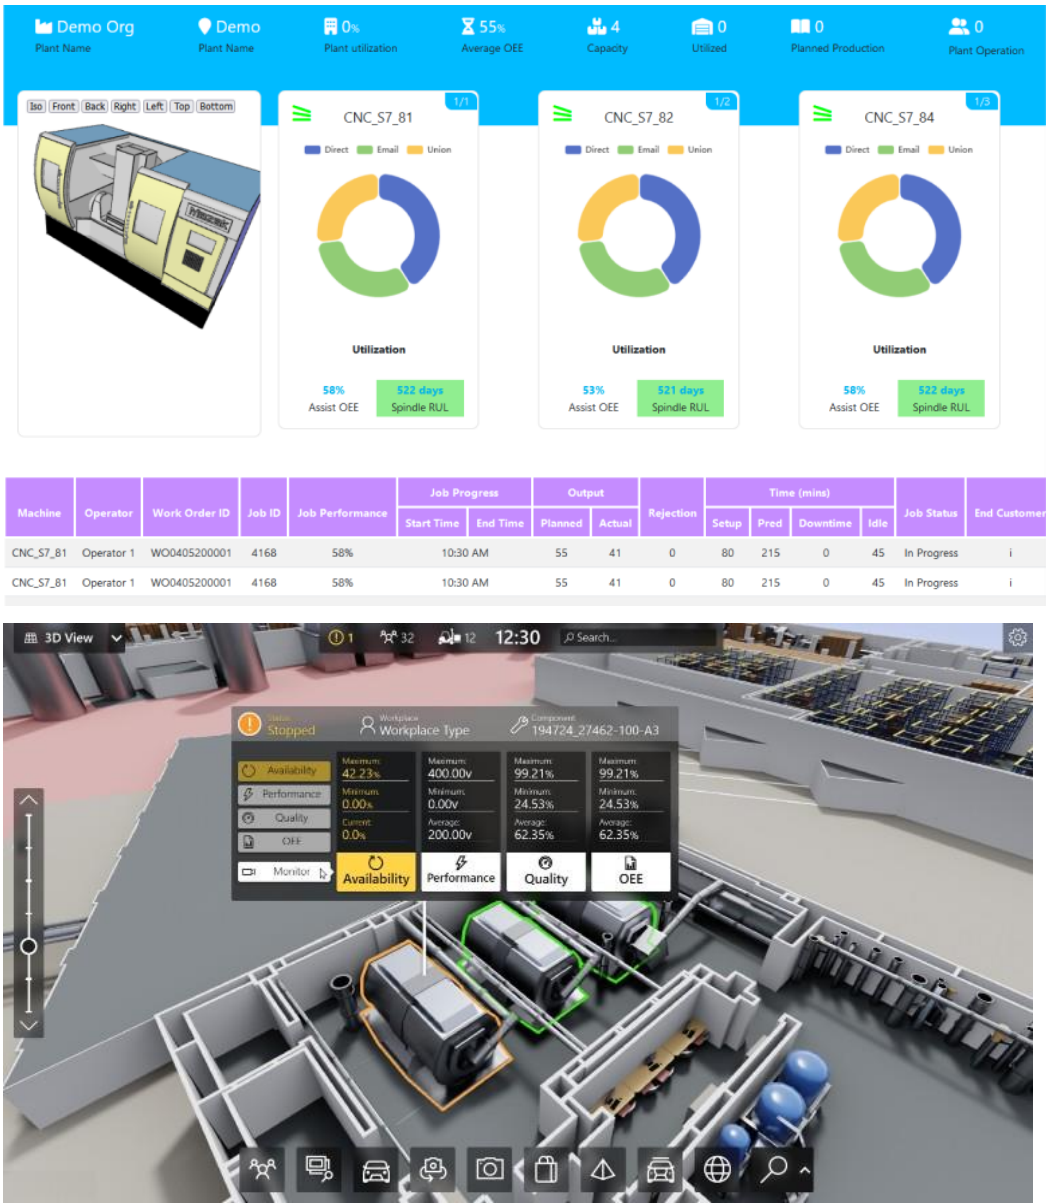 Demo Org
Plant Name
Demo
Plant Name
0%
Plant utilization
55%
Average OEE
4
Capacity
0
Utilized
0
Planned Production
0
Plant Operation
Iso Front Back Right Left Top Bottom
1/1
CNC_S7_81
Direct Email Union
Utilization
58%
Assist OEE
522 days
Spindle RUL
1/2
CNC_S7_82
Direct Email Union
Utilization
53%
Assist OEE
521 days
Spindle RUL
1/3
CNC_S7_84
Direct Email Union
Utilization
58%
Assist OEE
522 days
Spindle RUL
Machine Operator Work Order ID Job ID Job Performance Job Progress Output Rejection Time (mins) Job Status End Customer
Start Time End Time Planned Actual Setup Pred Downtime Idle
CNC_S7_81 Operator 1 WO0405200001 4168 58% 10:30 AM 55 41 0 80 215 0 45 In Progress i
CNC_S7_81 Operator 1 WO0405200001 4168 58% 10:30 AM 55 41 0 80 215 0 45 In Progress i
3D View
1
32
12
12:30
Search...
Status
Stopped
Workplace
Workplace Type
Component
194724_27462-100-A3
Availability
Performance
Quality
OEE
Monitor
Maximum:
42.23%
Minimum:
0.00%
Current:
0.0%
Availability
Maximum:
400.00v
Minimum:
0.00v
Average:
200.00v
Performance
Maximum:
99.21%
Minimum:
24.53%
Average:
62.35%
Quality
Maximum:
99.21%
Minimum:
24.53%
Average:
62.35%
OEE